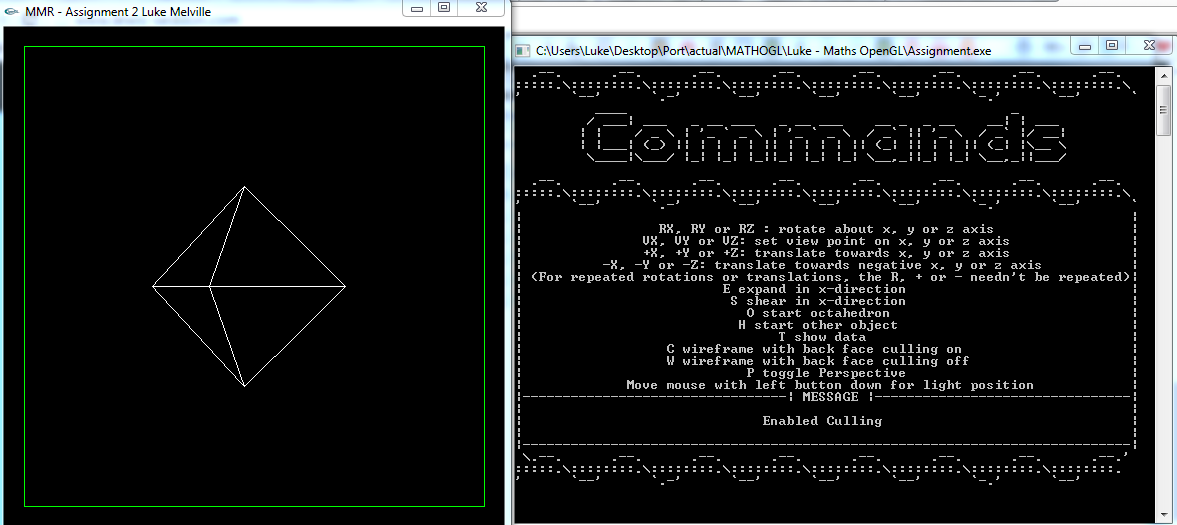 MMR - Assignment 2 Luke Melville
C:\Users\Luke\Desktop\Port\actual\MATHOGL\Luke - Maths OpenGL\Assignment.exe
Commands
RX, RY or RZ : rotate about x, y or z axis
VX, VY or VZ: set view point on x, y or z axis
+X, +Y or +Z: translate towards x, y or z axis
-X, -Y or -Z: translate towards negative x, y or z axis
(For repeated rotations or translations, the R, + or - needn't be repeated)
E expand in x-direction
S shear in x-direction
O start octahedron
H start other object
T show data
C wireframe with back face culling on
W wireframe with back face culling off
P toggle Perspective
Move mouse with left button down for light position
MESSAGE
Enabled Culling